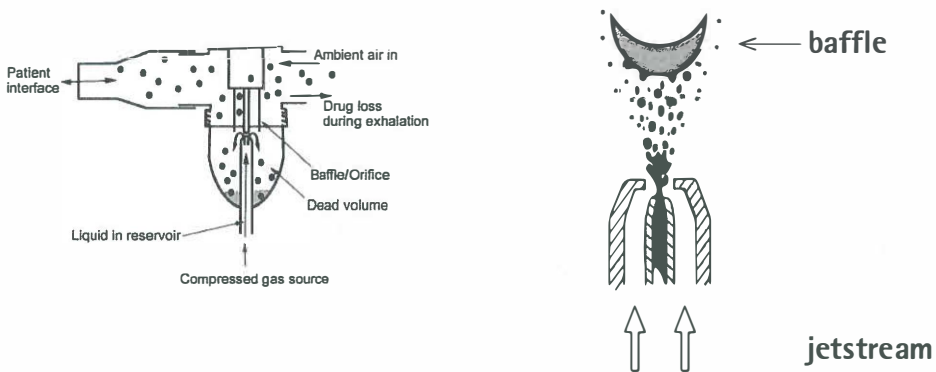 Ambient air in
Patient
interface
Drug loss
during exhalation
Baffle/Orifice
Dead volume
Liquid in reservoir
Compressed gas source
baffle
jetstream